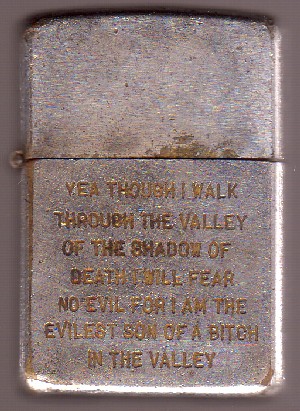 YEA THOUGH I WALK
THROUGH THE VALLEY
OF THE SHADOW OF
DEATH I WILL FEAR
NO EVIL FOR I AM THE
EVILEST SON OF A BITCH
IN THE VALLEY